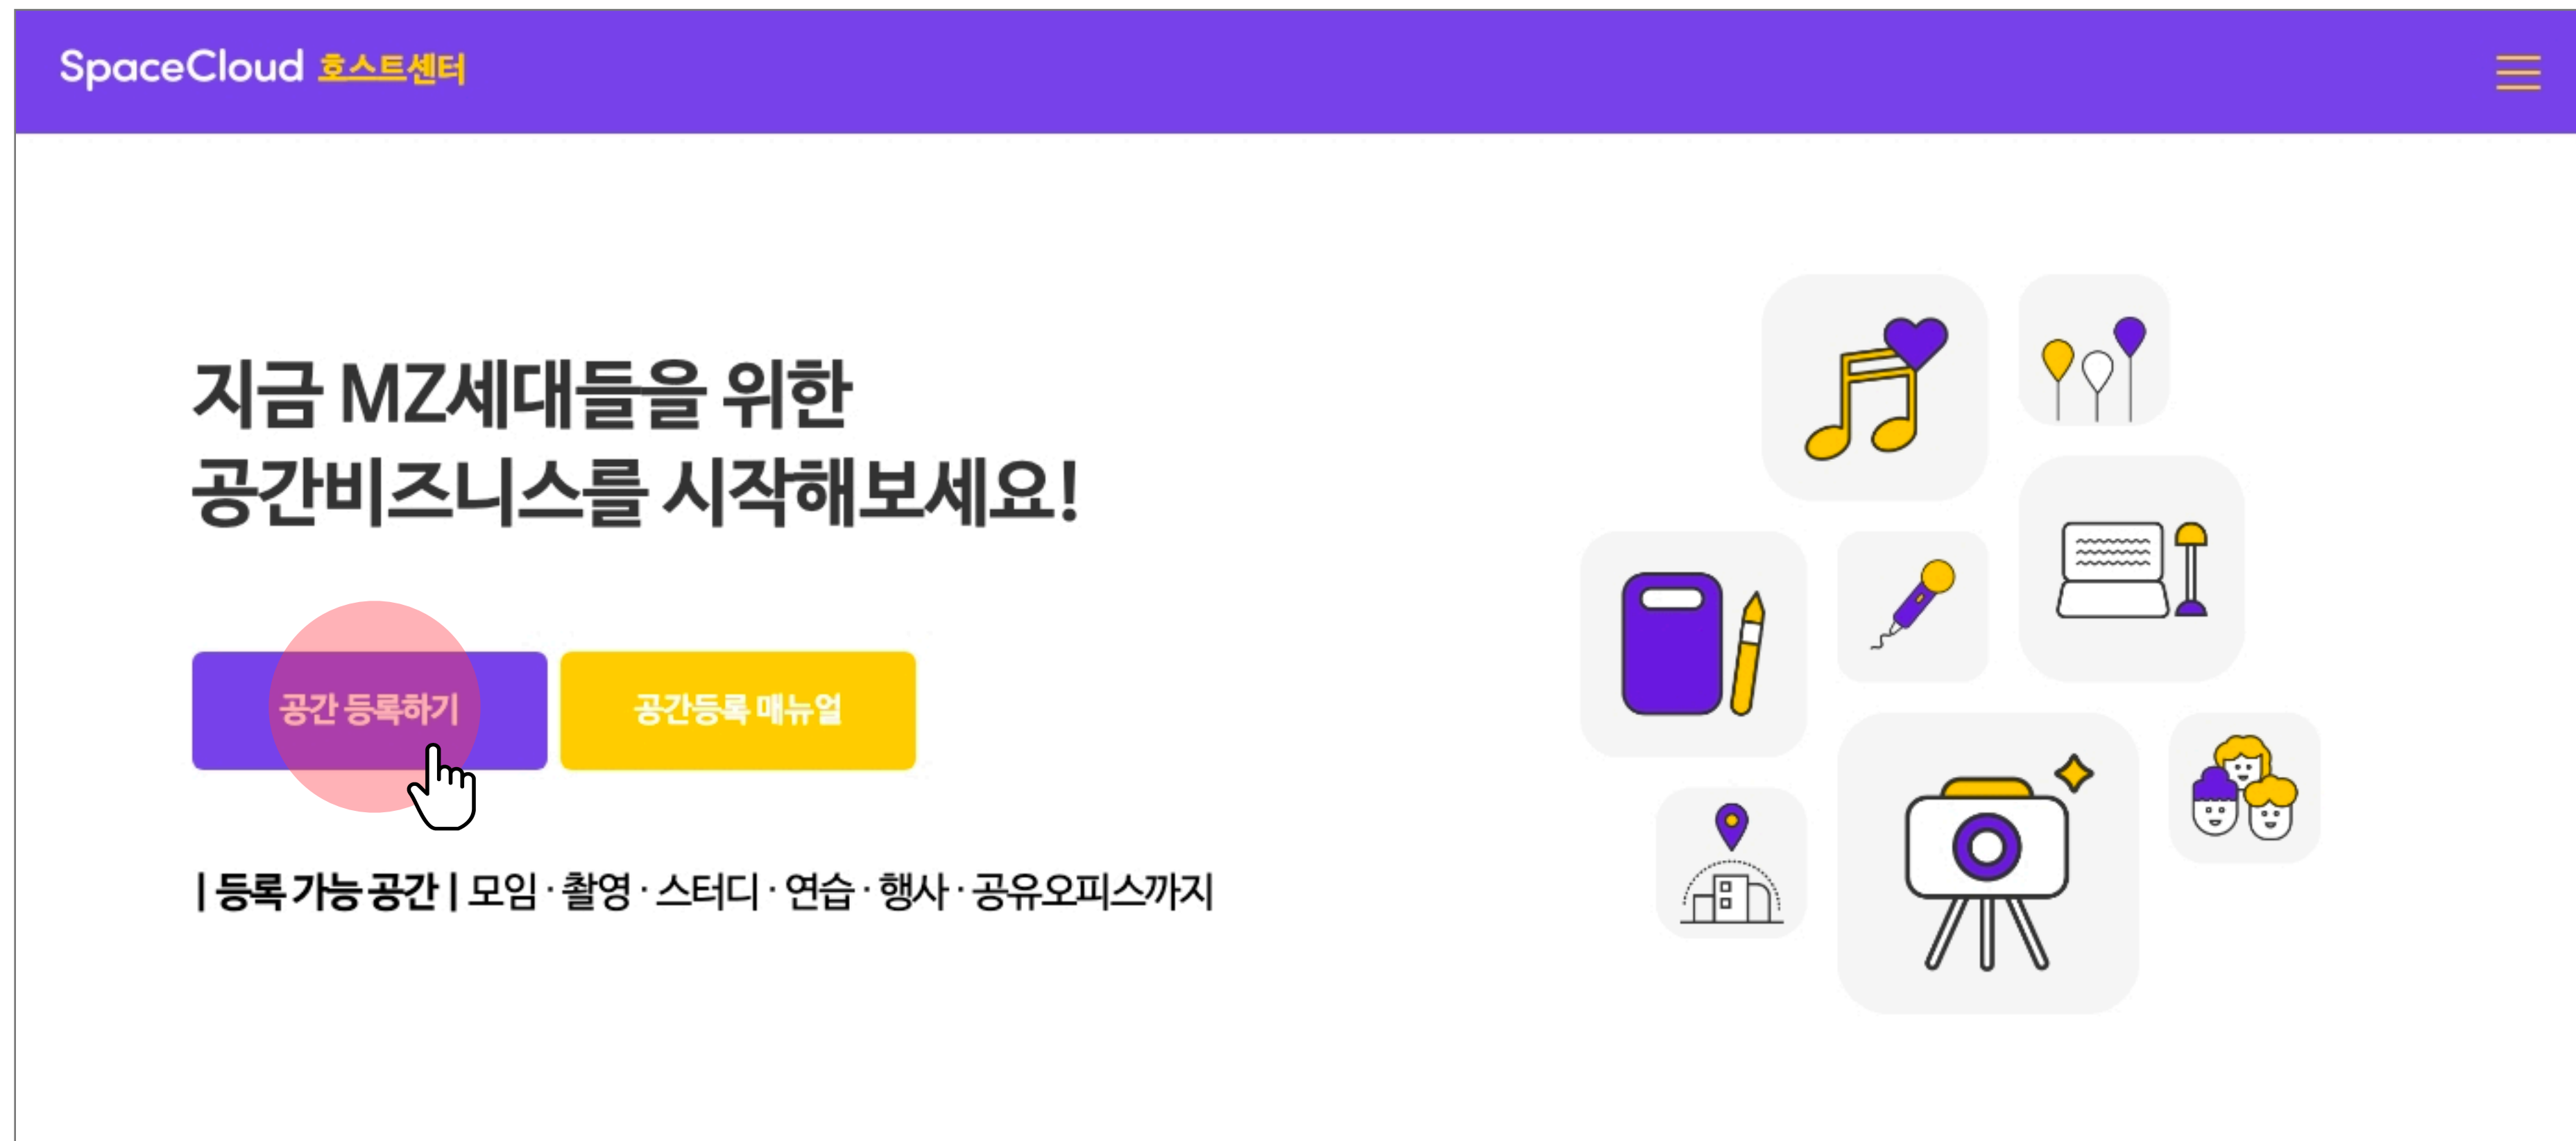 SpaceCloud 호스트센터
지금 MZ세대들을 위한
공간비즈니스를 시작해보세요!
공간 등록하기
공간등록 매뉴얼
| 등록 가능 공간 | 모임 · 촬영 · 스터디 · 연습 · 행사 · 공유오피스까지